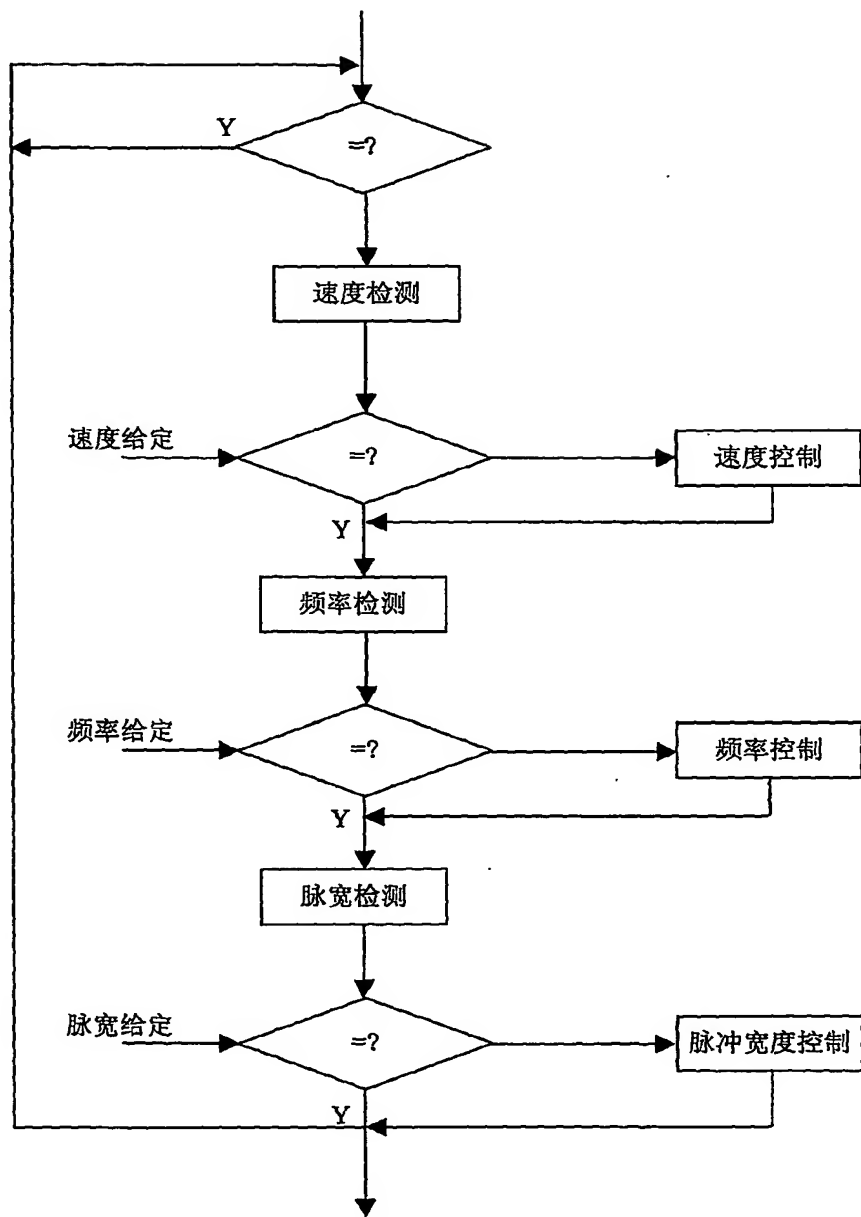 Y
=?
速度检测
速度给定
=?
速度控制
Y
频率检测
频率给定
=?
频率控制
Y
脉宽检测
脉宽给定
=?
脉冲宽度控制
Y